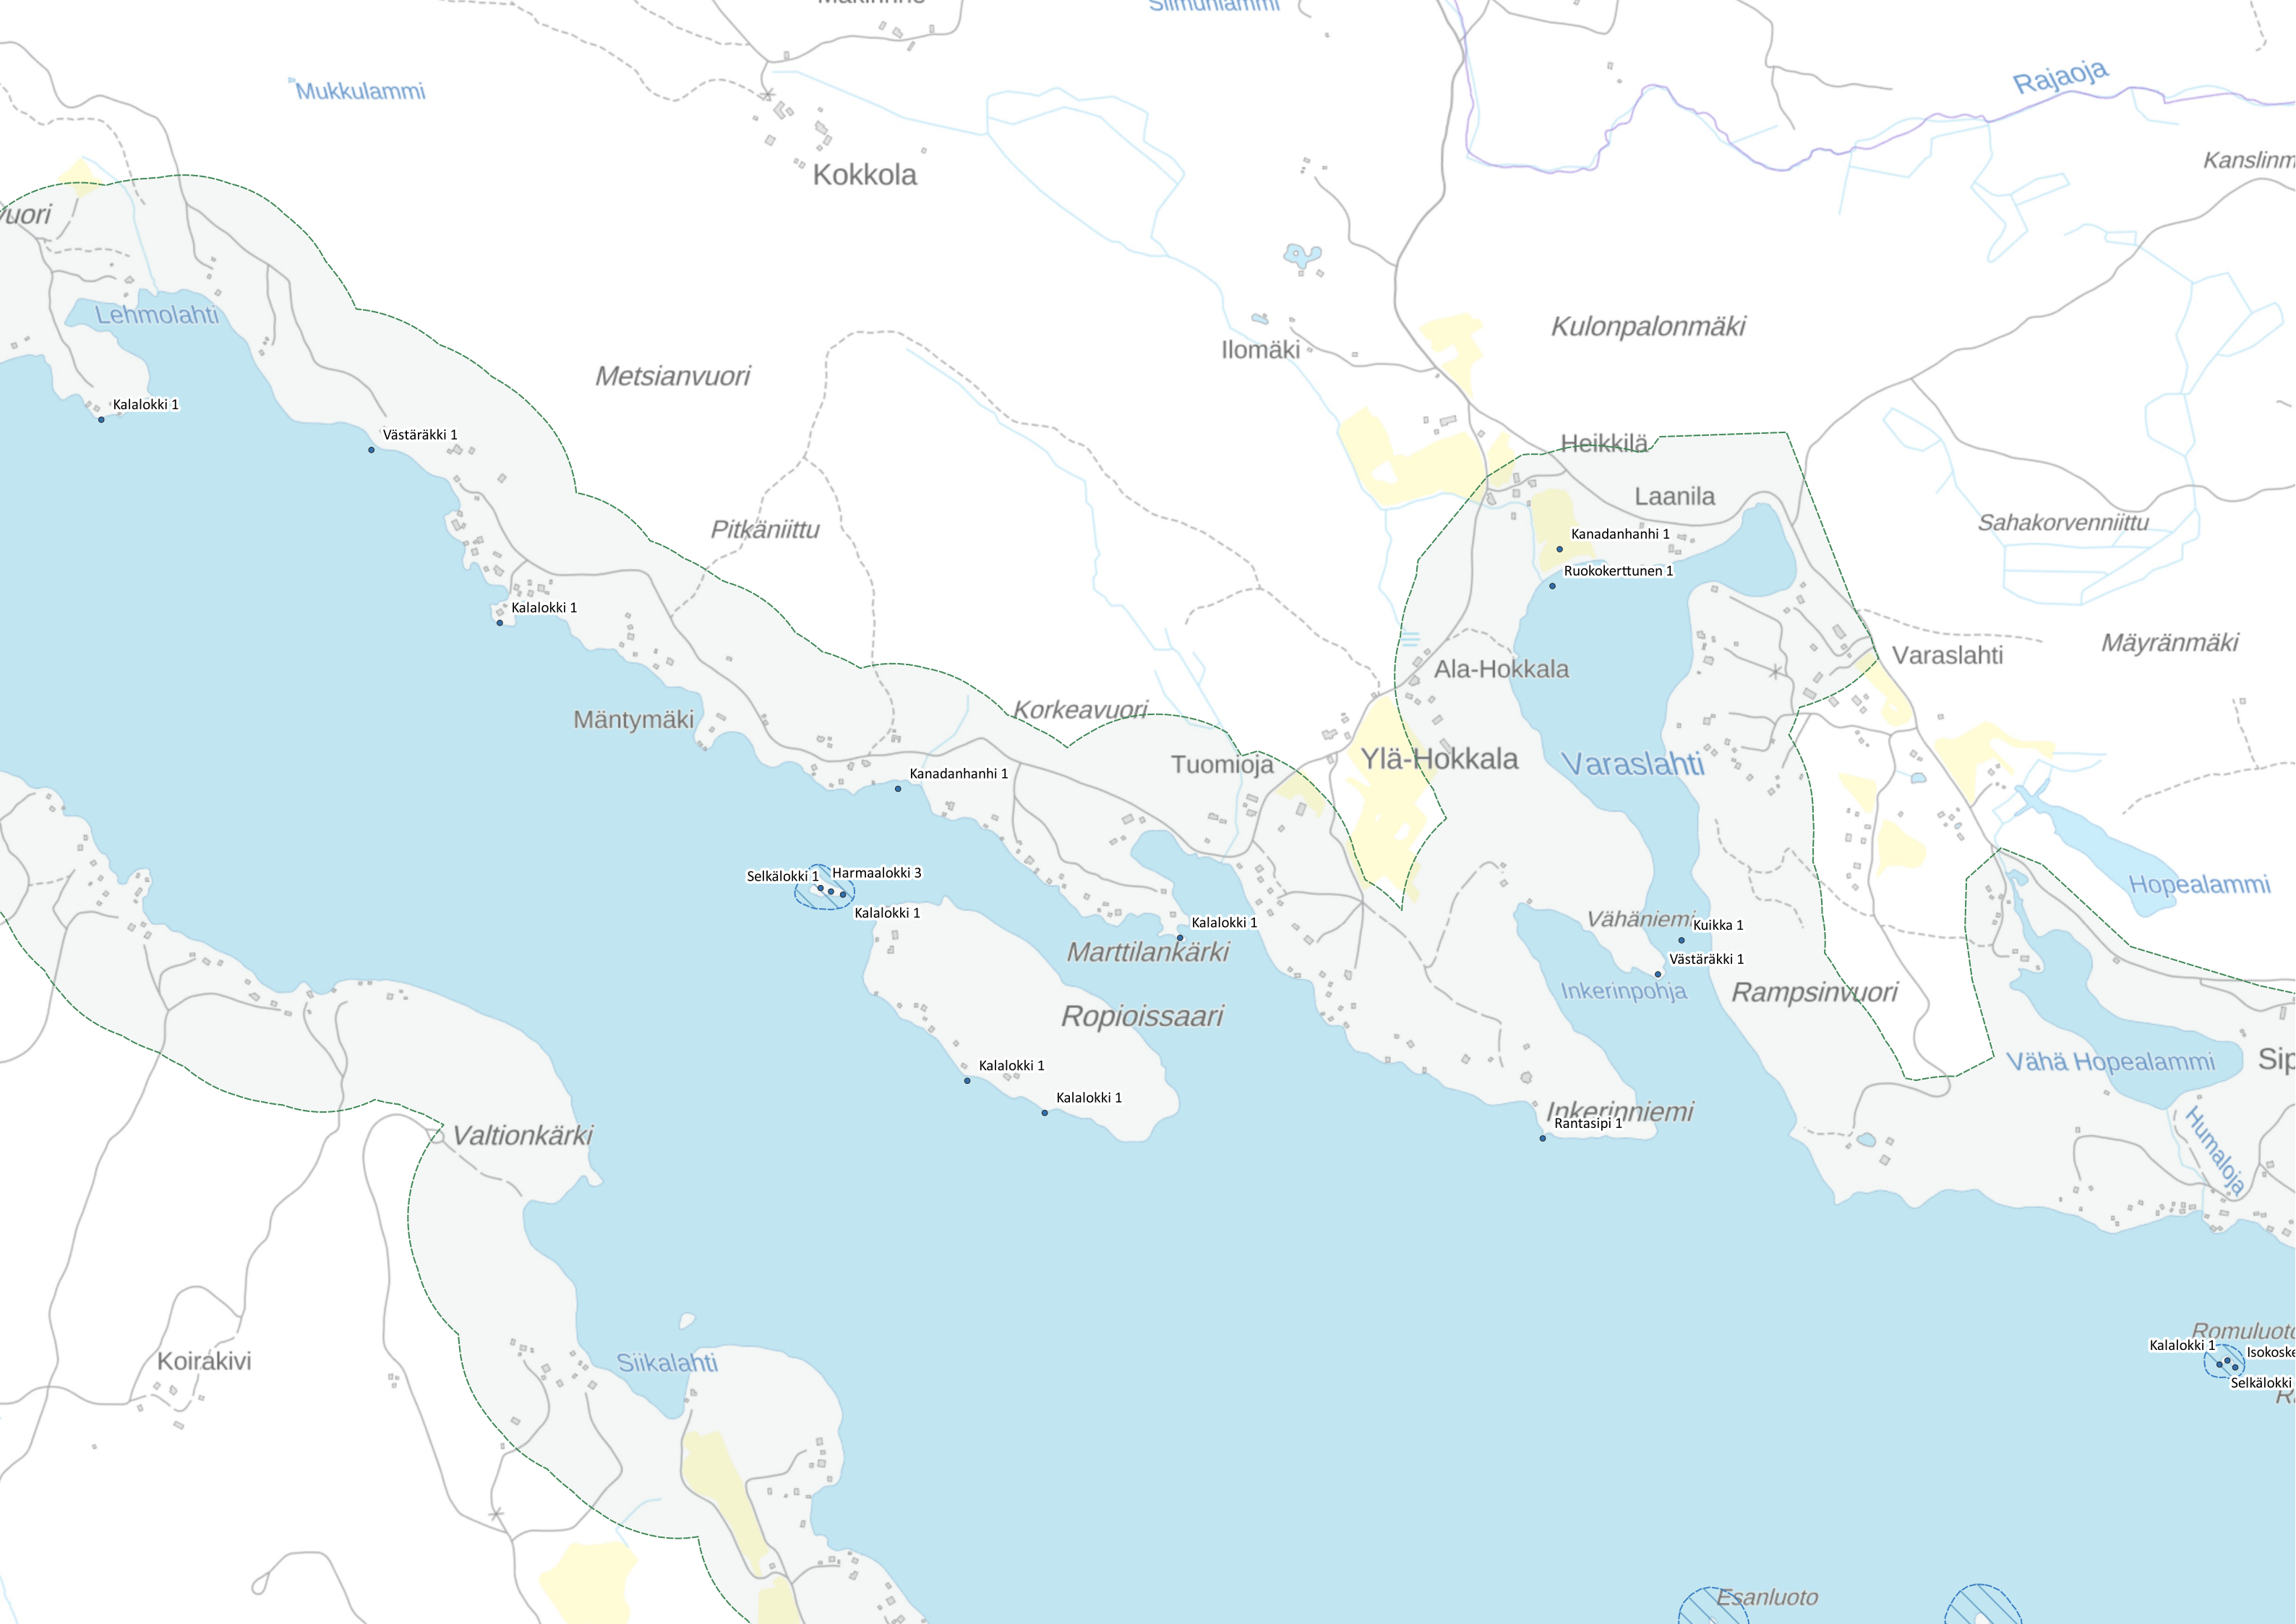 Mukkulammi
Rajaoja
Kokkola
Lehmolahti
Kulonpalonmäki
Ilomäki
Metsianvuori
Kalalokki 1
Västäräkki 1
Heikkilä
Laanila
Pitkäniittu
Sahakorvenniittu
Kanadanhanhi 1
Ruokokerttunen 1
Kalalokki 1
Mäyränmäki
Varaslahti
Ala-Hokkala
Korkeavuori
Mäntymäki
Tuomioja
Ylä-Hokkala
Varaslahti
Kanadanhanhi 1
Selkälokki 1
Harmaalokki 3
Kalalokki 1
Hopealammi
Kalalokki 1
Vähäniemi
Kuikka 1
Marttilankärki
Västäräkki 1
Inkerinpohja
Rampsinvuori
Ropioissaari
Vähä Hopealammi
Kalalokki 1
Kalalokki 1
Inkerinniemi
Rantasipi 1
Valtionkärki
Humaloja
Kalalokki 1
Koirakivi
Siikalahti
Selkälokki
Esanluoto